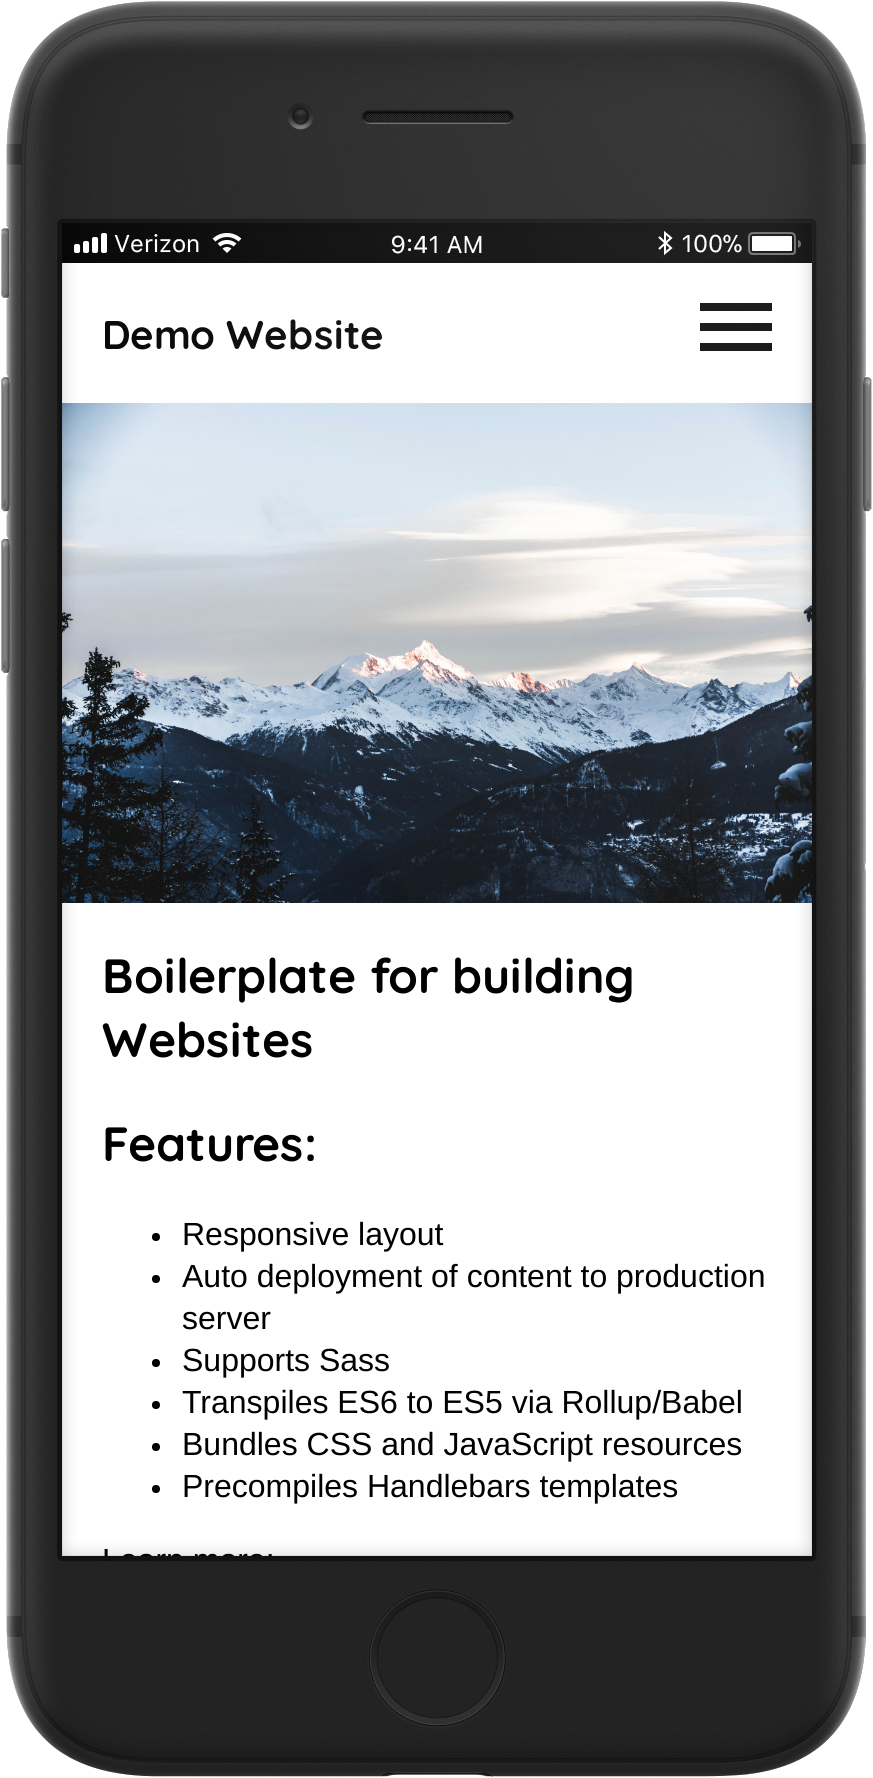 Verizon 9:41 AM 100%
Demo Website
Boilerplate for building
Websites
Features:
• Responsive layout
• Auto deployment of content to production
server
• Supports Sass
• Transpiles ES6 to ES5 via Rollup/Babel
• Bundles CSS and JavaScript resources
• Precompiles Handlebars templates
Learn more: